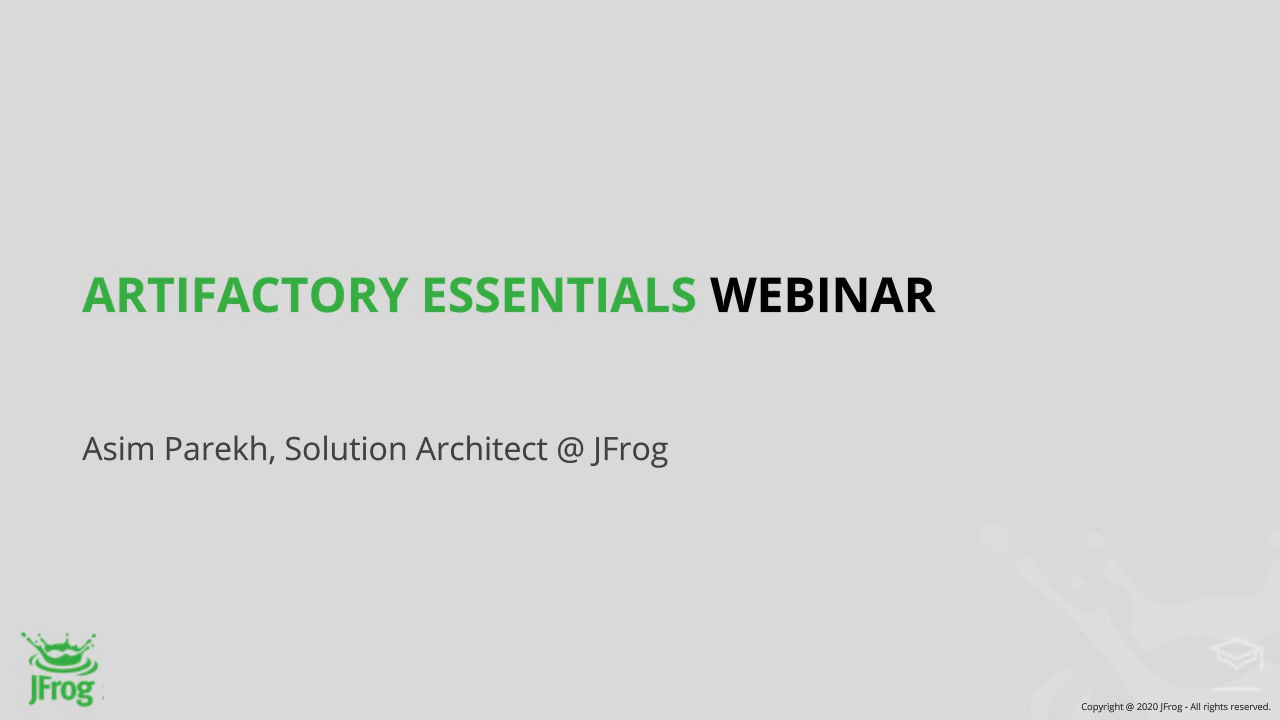 ARTIFACTORY ESSENTIALS WEBINAR
Asim Parekh, Solution Architect @ JFrog
JFrog
Copyright @ 2020 JFrog - All rights reserved.